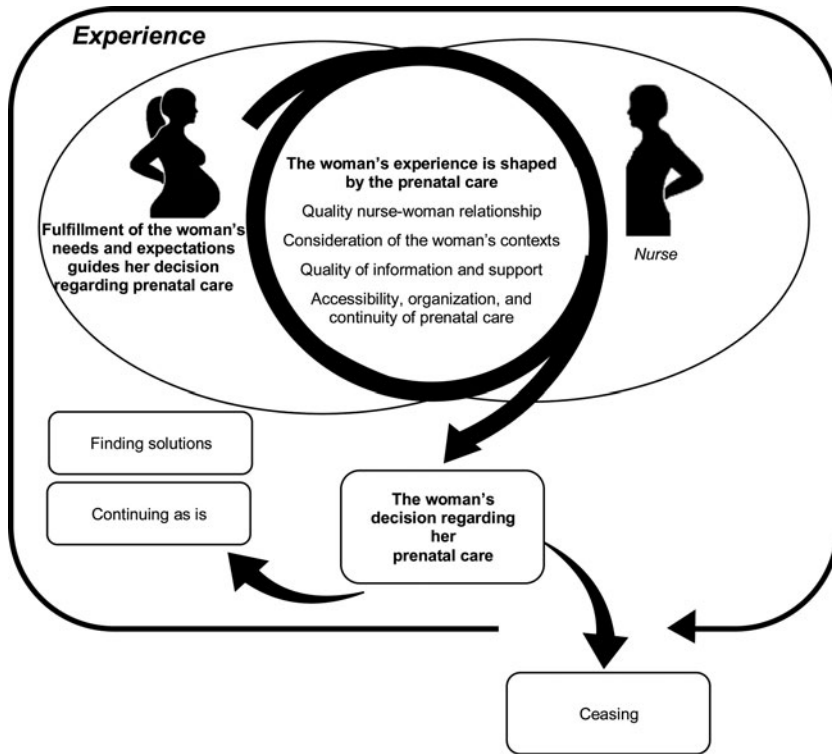 Experience
Fulfillment of the woman's
needs and expectations
guides her decision
regarding prenatal care
The woman's experience is shaped
by the prenatal care
Quality nurse-woman relationship
Consideration of the woman's contexts
Quality of information and support
Accessibility, organization, and
continuity of prenatal care
Nurse
Finding solutions
Continuing as is
The woman's
decision regarding
her
prenatal care
Ceasing